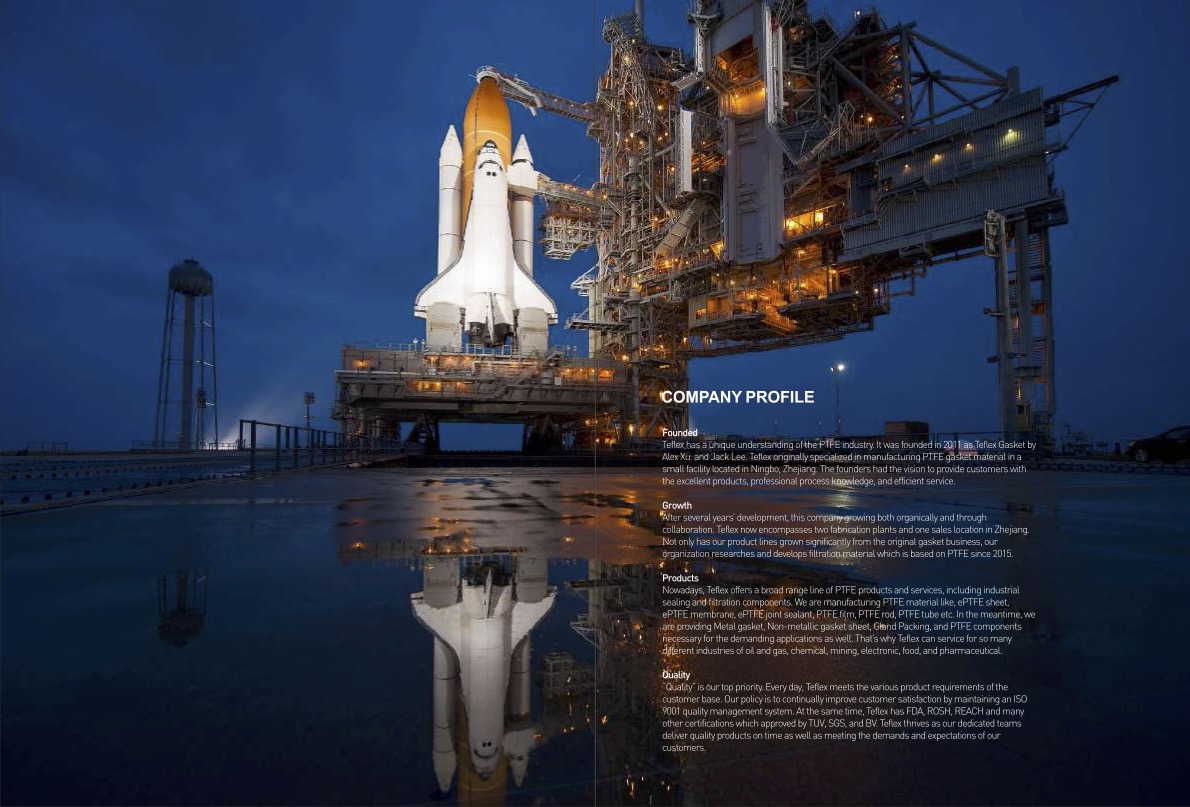 COMPANY PROFILE
Founded
Teflex has a unique understanding of the PTFE industry. It was founded in 2011 as Teflex Gasket by
Alex Xu. and Jack Lee. Teflex originally specialized in manufacturing PTFE gasket material in a
small facility located in Ningbo, Zhejiang. The founders had the vision to provide customers with
the excellent products, professional process knowledge, and efficient service.
Growth
After several years' development, this company growing both organically and through
collaboration. Teflex now encompasses two fabrication plants and one sales location in Zhejiang.
Not only has our product lines grown significantly from the original gasket business, our
organization researches and develops filtration material which is based on PTFE since 2015.
Products
Nowadays, Teflex offers a broad range line of PTFE products and services, including industrial
sealing and filtration components. We are manufacturing PTFE material like, ePTFE sheet,
ePTFE membrane, ePTFE joint sealant, PTFE film, PTFE rod, PTFE tube etc. In the meantime, we
are providing Metal gasket, Non-metallic gasket sheet, Gland Packing, and PTFE components
necessary for the demanding applications as well. That's why Teflex can service for so many
different industries of oil and gas, chemical, mining, electronic, food, and pharmaceutical.
Quality
"Quality" is our top priority. Every day, Teflex meets the various product requirements of the
customer base. Our policy is to continually improve customer satisfaction by maintaining an ISO
9001 quality management system. At the same time, Teflex has FDA, ROSH, REACH and many
other certifications which approved by TUV, SGS, and BV. Teflex thrives as our dedicated teams
deliver quality products on time as well as meeting the demands and expectations of our
customers.